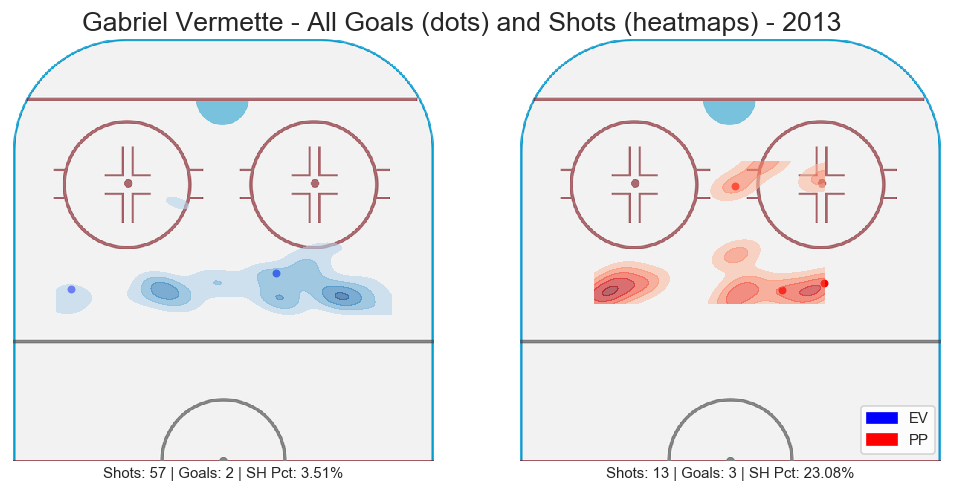 Gabriel Vermette - All Goals (dots) and Shots (heatmaps) - 2013
EV
PP
Shots: 57 | Goals: 2 | SH Pct: 3.51%
Shots: 13 | Goals: 3 | SH Pct: 23.08%